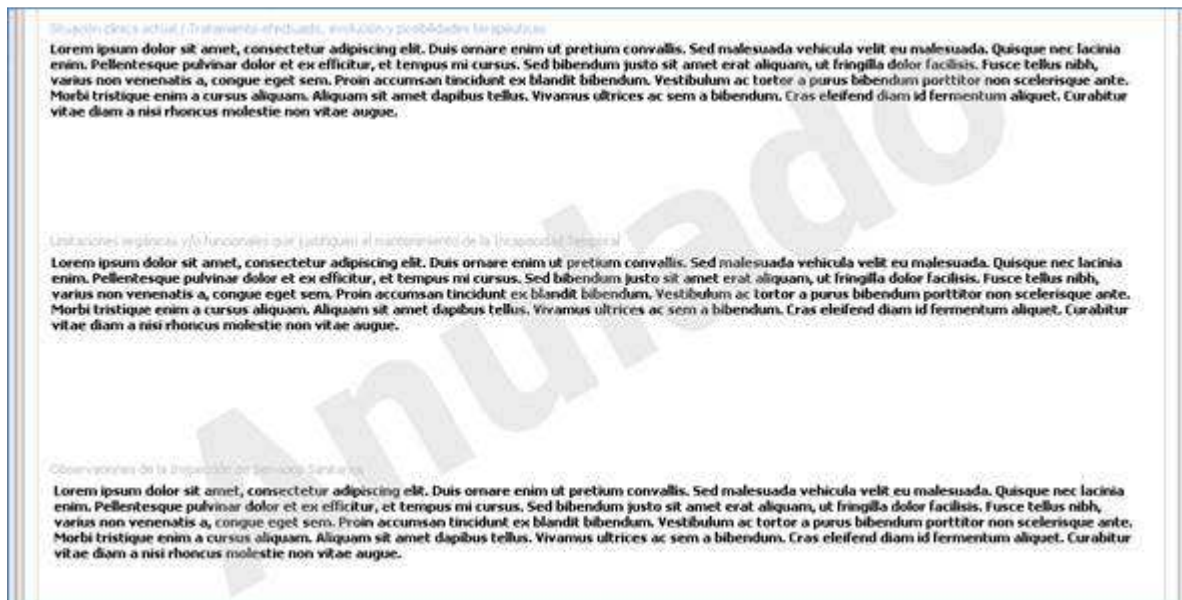 Situación clínica actual / Tratamiento efectuado, evolución y posibilidades terapéuticas
Lorem ipsum dolor sit amet, consectetur adipiscing elit. Duis ornare enim ut pretium convallis. Sed malesuada vehicula velit eu malesuada. Quisque nec lacinia
enim. Pellentesque pulvinar dolor et ex efficitur, et tempus mi cursus. Sed bibendum justo sit amet erat aliquam, ut fringilla dolor facilisis. Fusce tellus nibh,
varius non venenatis a, congue eget sem. Proin accumsan tincidunt ex blandit bibendum. Vestibulum ac tortor a purus bibendum porttitor non scelerisque ante.
Morbi tristique enim a cursus aliquam. Aliquam sit amet dapibus tellus. Vivamus ultrices ac sem a bibendum. Cras eleifend diam id fermentum aliquet. Curabitur
vitae diam a nisi rhoncus molestie non vitae augue.
Limitaciones orgánicas y/o funcionales que justifiquen el mantenimiento de la Incapacidad Temporal
Lorem ipsum dolor sit amet, consectetur adipiscing elit. Duis ornare enim ut pretium convallis. Sed malesuada vehicula velit eu malesuada. Quisque nec lacinia
enim. Pellentesque pulvinar dolor et ex efficitur, et tempus mi cursus. Sed bibendum justo sit amet erat aliquam, ut fringilla dolor facilisis. Fusce tellus nibh,
varius non venenatis a, congue eget sem. Proin accumsan tincidunt ex blandit bibendum. Vestibulum ac tortor a purus bibendum porttitor non scelerisque ante.
Morbi tristique enim a cursus aliquam. Aliquam sit amet dapibus tellus. Vivamus ultrices ac sem a bibendum. Cras eleifend diam id fermentum aliquet. Curabitur
vitae diam a nisi rhoncus molestie non vitae augue.
Observaciones de la Inspección de Servicios Sanitarios
Lorem ipsum dolor sit amet, consectetur adipiscing elit. Duis ornare enim ut pretium convallis. Sed malesuada vehicula velit eu malesuada. Quisque nec lacinia
enim. Pellentesque pulvinar dolor et ex efficitur, et tempus mi cursus. Sed bibendum justo sit amet erat aliquam, ut fringilla dolor facilisis. Fusce tellus nibh,
varius non venenatis a, congue eget sem. Proin accumsan tincidunt ex blandit bibendum. Vestibulum ac tortor a purus bibendum porttitor non scelerisque ante.
Morbi tristique enim a cursus aliquam. Aliquam sit amet dapibus tellus. Vivamus ultrices ac sem a bibendum. Cras eleifend diam id fermentum aliquet. Curabitur
vitae diam a nisi rhoncus molestie non vitae augue.
Anulado